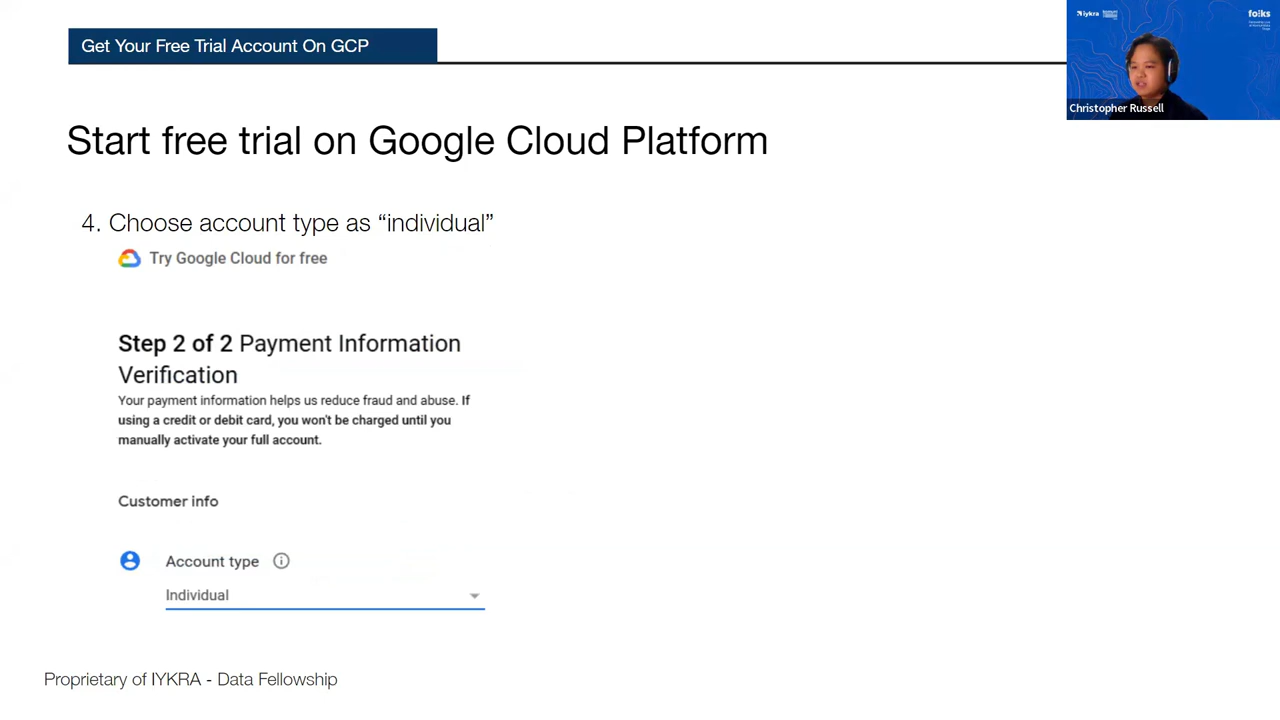 Get Your Free Trial Account On GCP
iykra
foiks
Christopher Russell
Start free trial on Google Cloud Platform
4. Choose account type as “individual”
Try Google Cloud for free
Step 2 of 2 Payment Information
Verification
Your payment information helps us reduce fraud and abuse. If
using a credit or debit card, you won't be charged until you
manually activate your full account.
Customer info
Account type
Individual
Proprietary of IYKRA - Data Fellowship